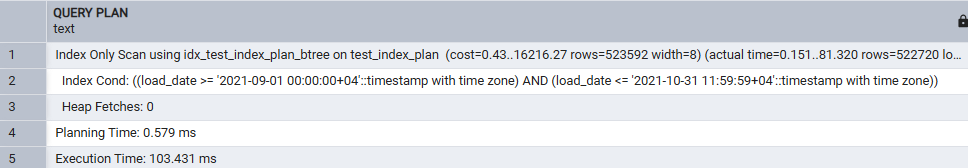 QUERY PLAN
text
1 Index Only Scan using idx_test_index_plan_btree on test_index_plan (cost=0.43..16216.27 rows=523592 width=8) (actual time=0.151..81.320 rows=522720 lo...
2 Index Cond: ((load_date >= '2021-09-01 00:00:00+04'::timestamp with time zone) AND (load_date <= '2021-10-31 11:59:59+04'::timestamp with time zone))
3 Heap Fetches: 0
4 Planning Time: 0.579 ms
5 Execution Time: 103.431 ms